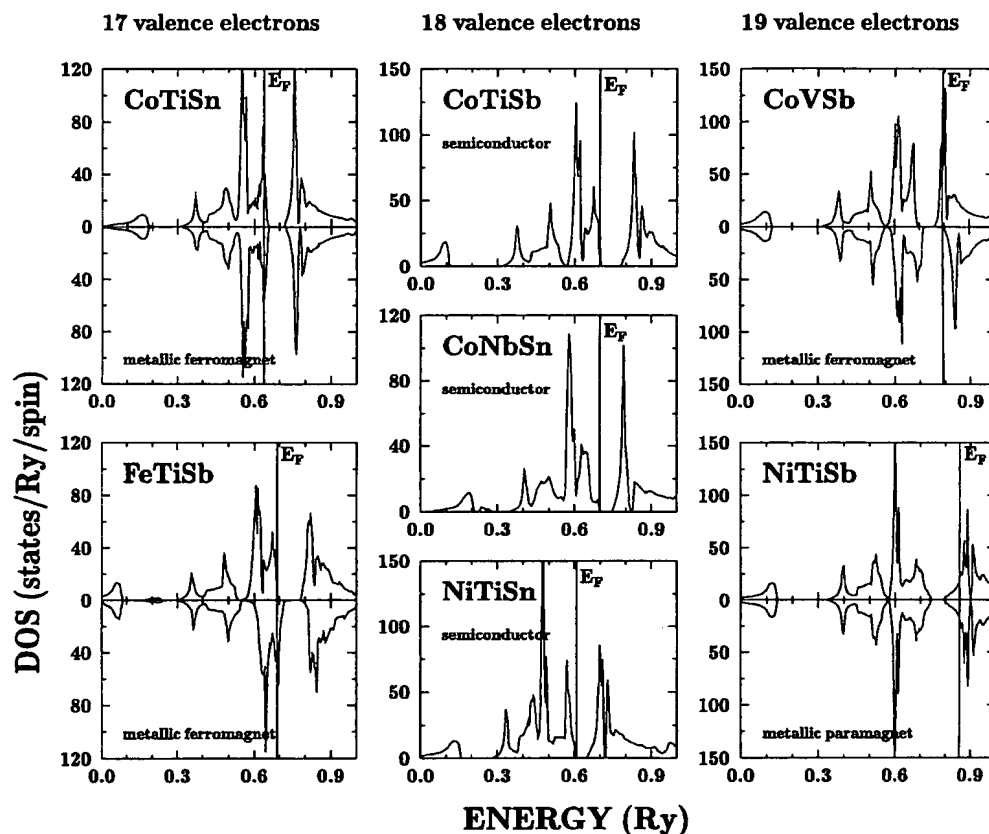 17 valence electrons
18 valence electrons
19 valence electrons
DOS (states/Ry/spin)
120
80
40
0
40
80
120
CoTiSn
E_F
metallic ferromagnet
0.0 0.3 0.6 0.9
120
80
40
0
40
80
120
FeTiSb
E_F
metallic ferromagnet
0.0 0.3 0.6 0.9
150
100
50
0
CoTiSb
E_F
semiconductor
0.0 0.3 0.6 0.9
120
80
40
0
CoNbSn
E_F
semiconductor
0.0 0.3 0.6 0.9
150
100
50
0
NiTiSn
E_F
semiconductor
0.0 0.3 0.6 0.9
150
100
50
0
50
100
150
CoVSb
E_F
metallic ferromagnet
0.0 0.3 0.6 0.9
150
100
50
0
50
100
150
NiTiSb
E_F
metallic paramagnet
0.0 0.3 0.6 0.9
ENERGY (Ry)